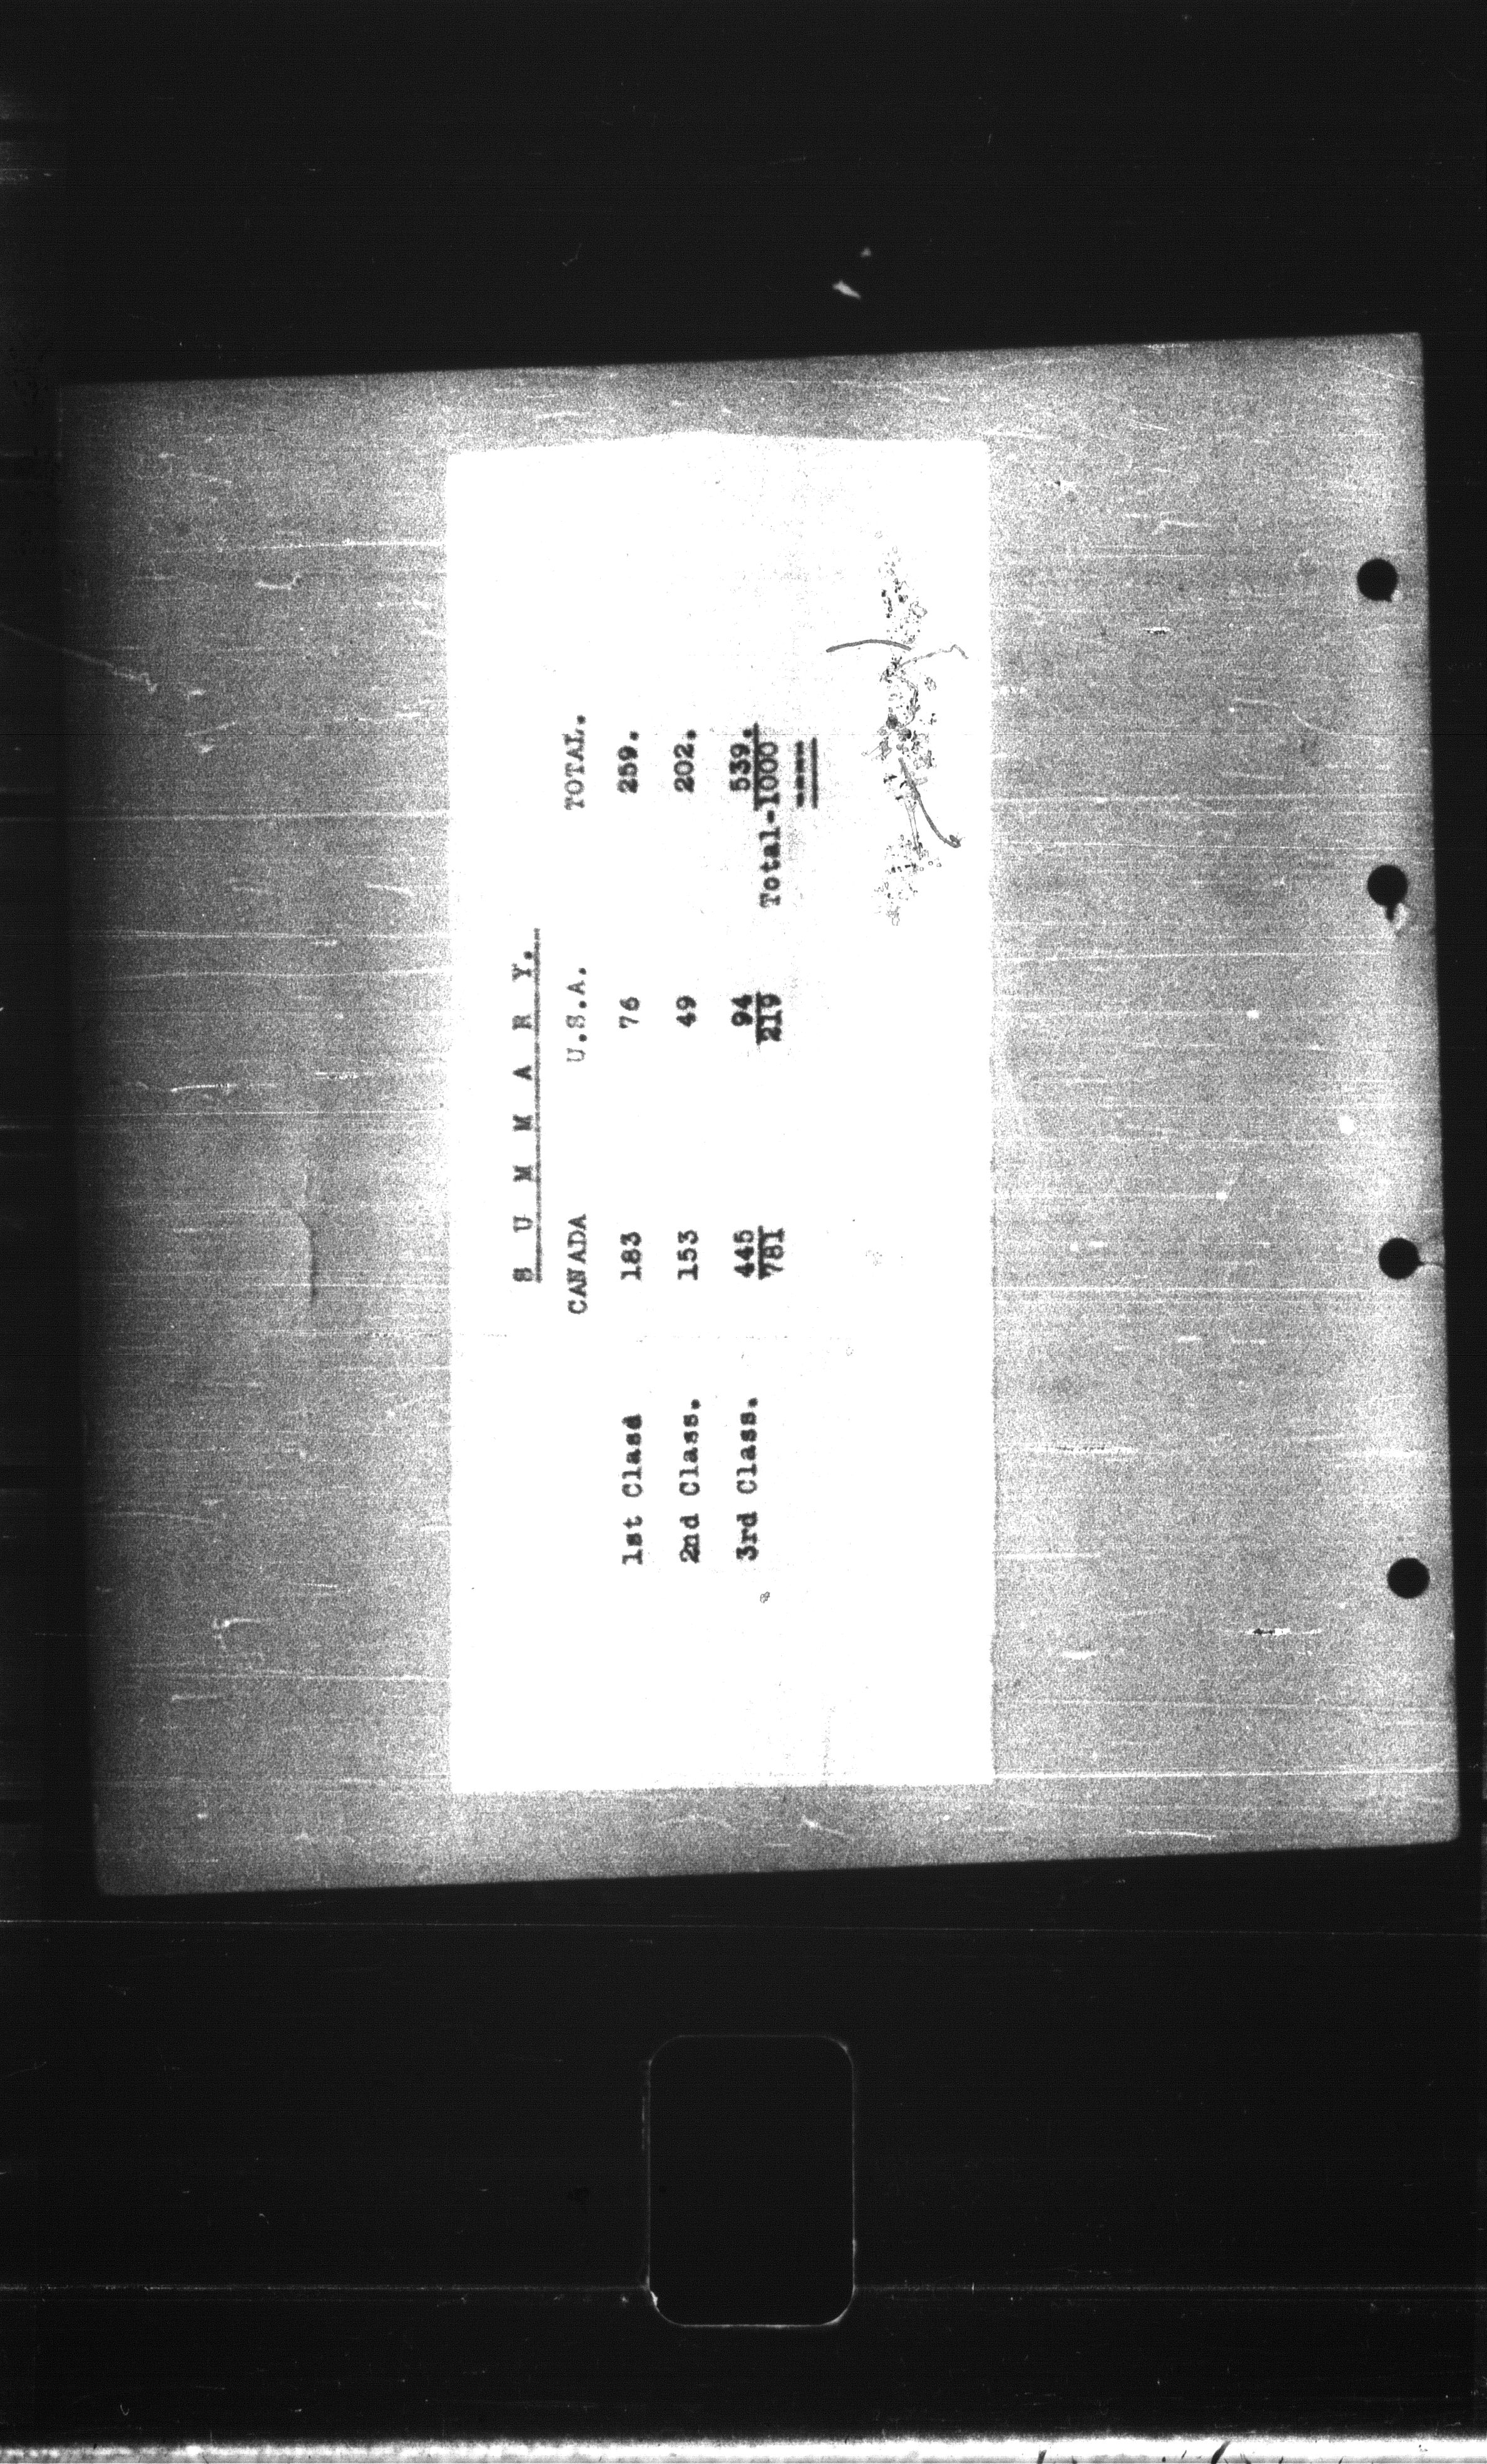 S U M M A R Y.
CANADA U.S.A. TOTAL.
1st Clasd 183 76 259.
2nd Class. 153 49 202.
3rd Class. 445 94 539.
781 219 Total-1000